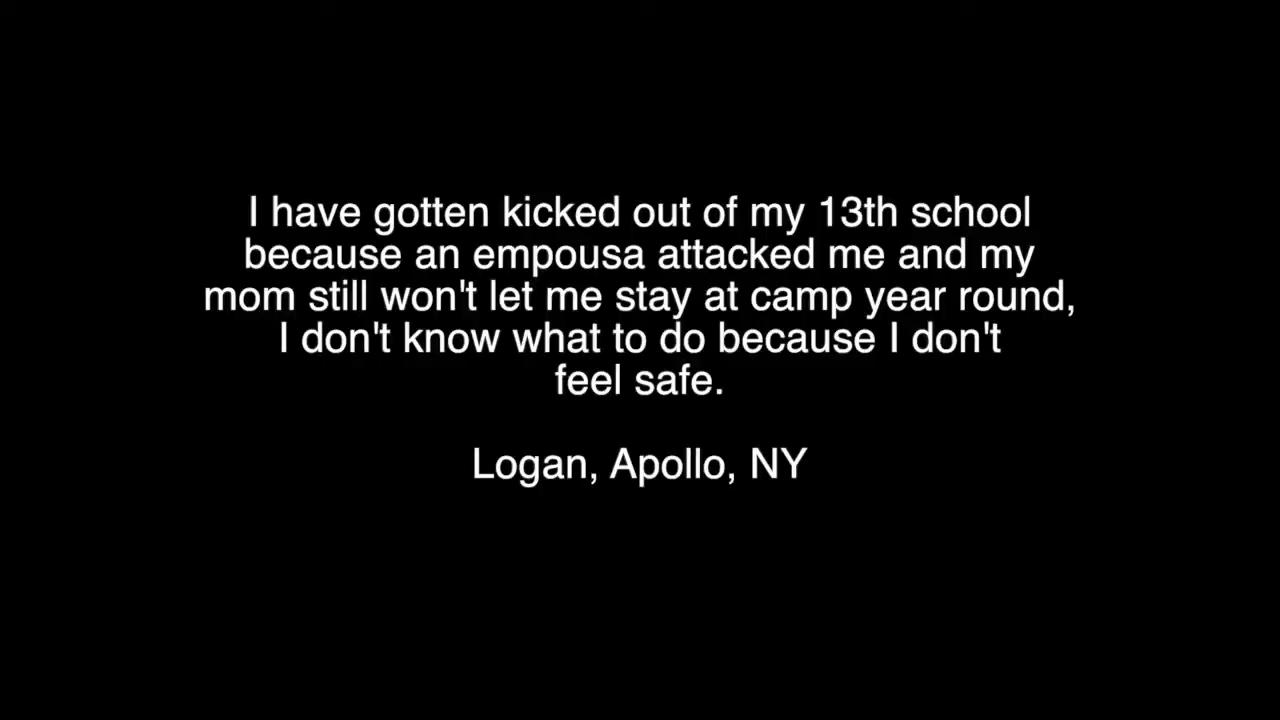 I have gotten kicked out of my 13th school
because an empousa attacked me and my
mom still won't let me stay at camp year round,
I don't know what to do because I don't
feel safe.
Logan, Apollo, NY